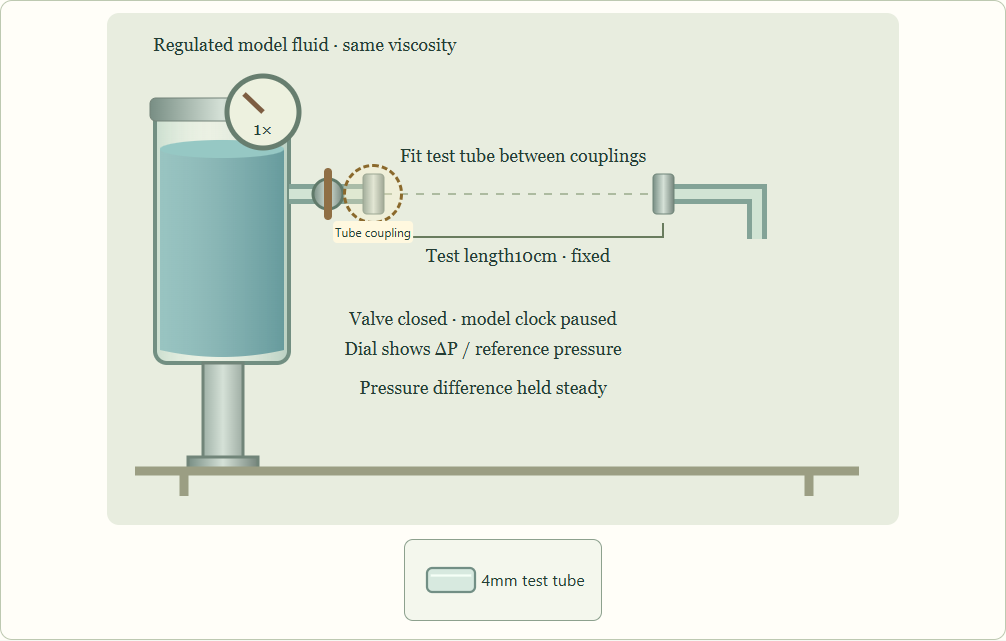 Regulated model fluid · same viscosity
1×
Fit test tube between couplings
Tube coupling
Test length10cm · fixed
Valve closed · model clock paused
Dial shows ΔP / reference pressure
Pressure difference held steady
4mm test tube